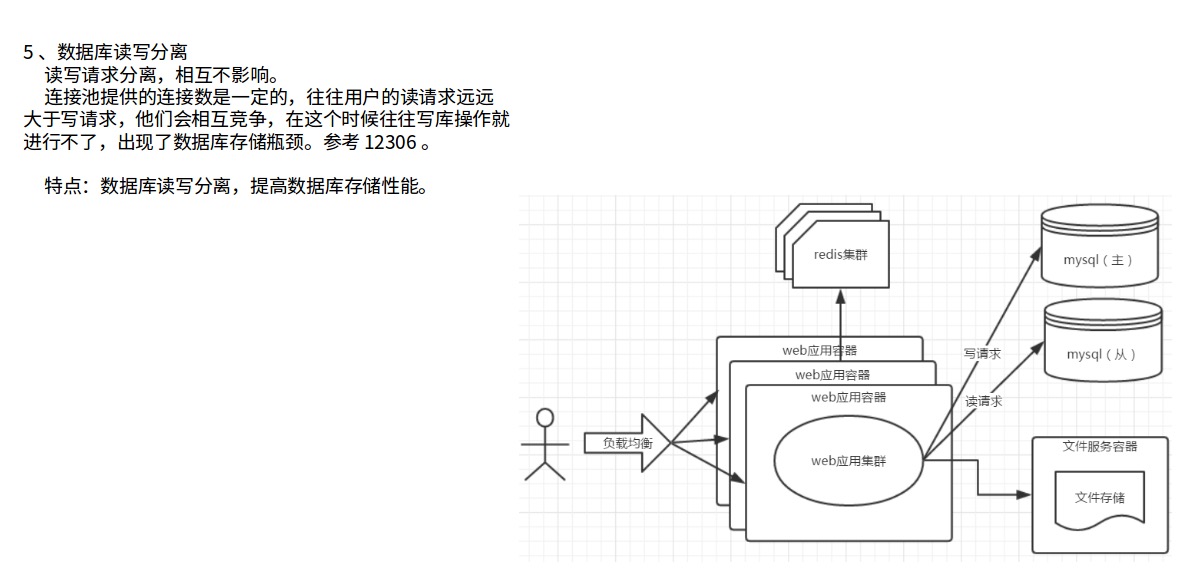 5 、数据库读写分离
读写请求分离，相互不影响。
连接池提供的连接数是一定的，往往用户的读请求远远
大于写请求，他们会相互竞争，在这个时候往往写库操作就
进行不了，出现了数据库存储瓶颈。参考 12306 。
特点：数据库读写分离，提高数据库存储性能。
redis集群
mysql（主）
web应用容器
写请求
mysql（从）
web应用容器
web应用容器
读请求
负载均衡
web应用集群
文件服务容器
文件存储